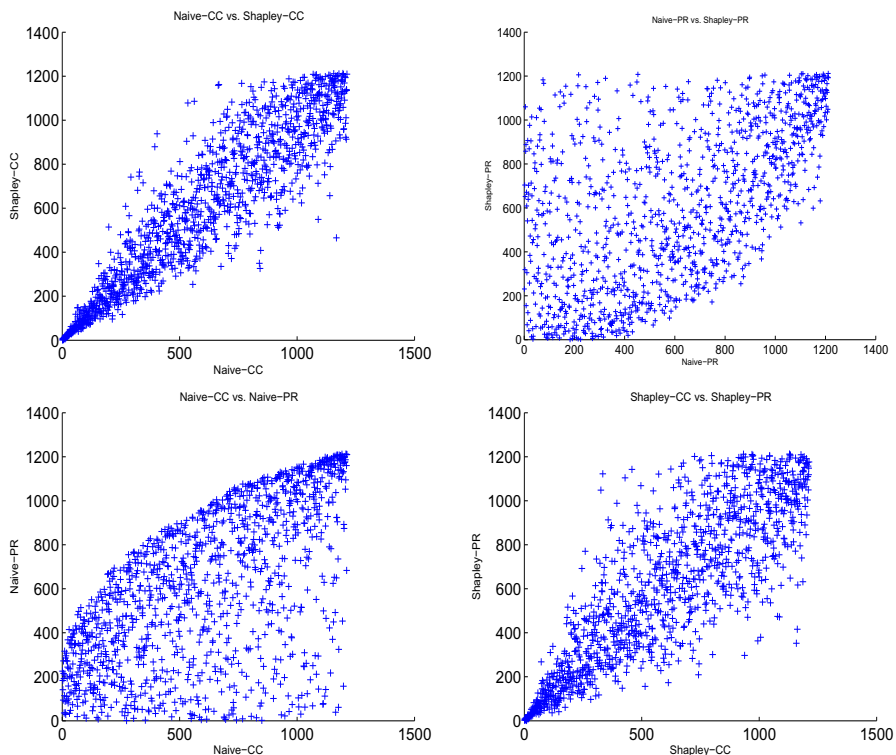 Naive-CC vs. Shapley-CC
1400
1200
1000
800
600
400
200
0
0 500 1000 1500
Shapley-CC
Naive-CC
Naive-PR vs. Shapley-PR
1400
1200
1000
800
600
400
200
0
0 200 400 600 800 1000 1200 1400
Shapley-PR
Naive-PR
Naive-CC vs. Naive-PR
1400
1200
1000
800
600
400
200
0
0 500 1000 1500
Naive-PR
Naive-CC
Shapley-CC vs. Shapley-PR
1400
1200
1000
800
600
400
200
0
0 500 1000 1500
Shapley-PR
Shapley-CC